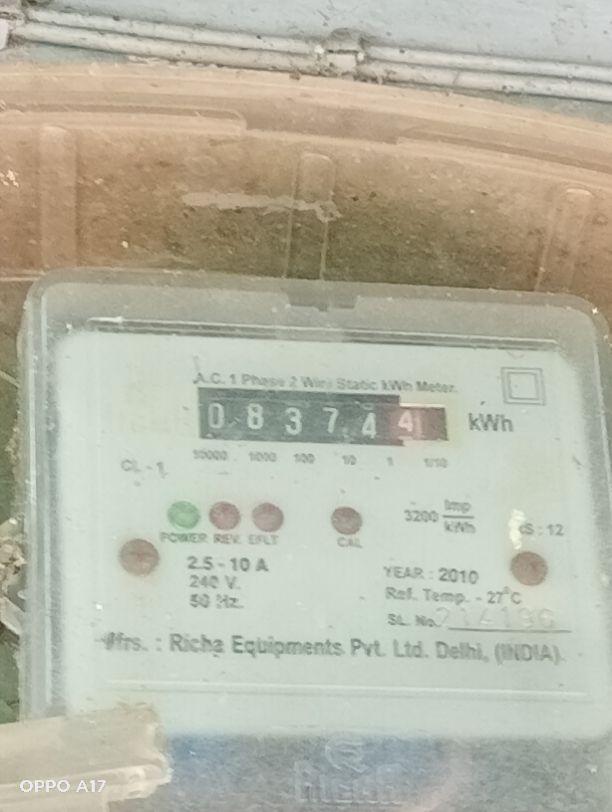 A.C. 1 Phase 2 Wire Static kWh Meter.
0 8 3 7 4 4 kWh
10000 1000 100 10 1 1/10
CL - 1
3200 Imp
kWh
POWER REV. E/LT CAL
2.5 - 10 A
240 V.
50 Hz.
YEAR : 2010
Ref. Temp. - 27°C
SL. No.
Mfrs. : Richa Equipments Pvt. Ltd. Delhi, (INDIA).
OPPO A17